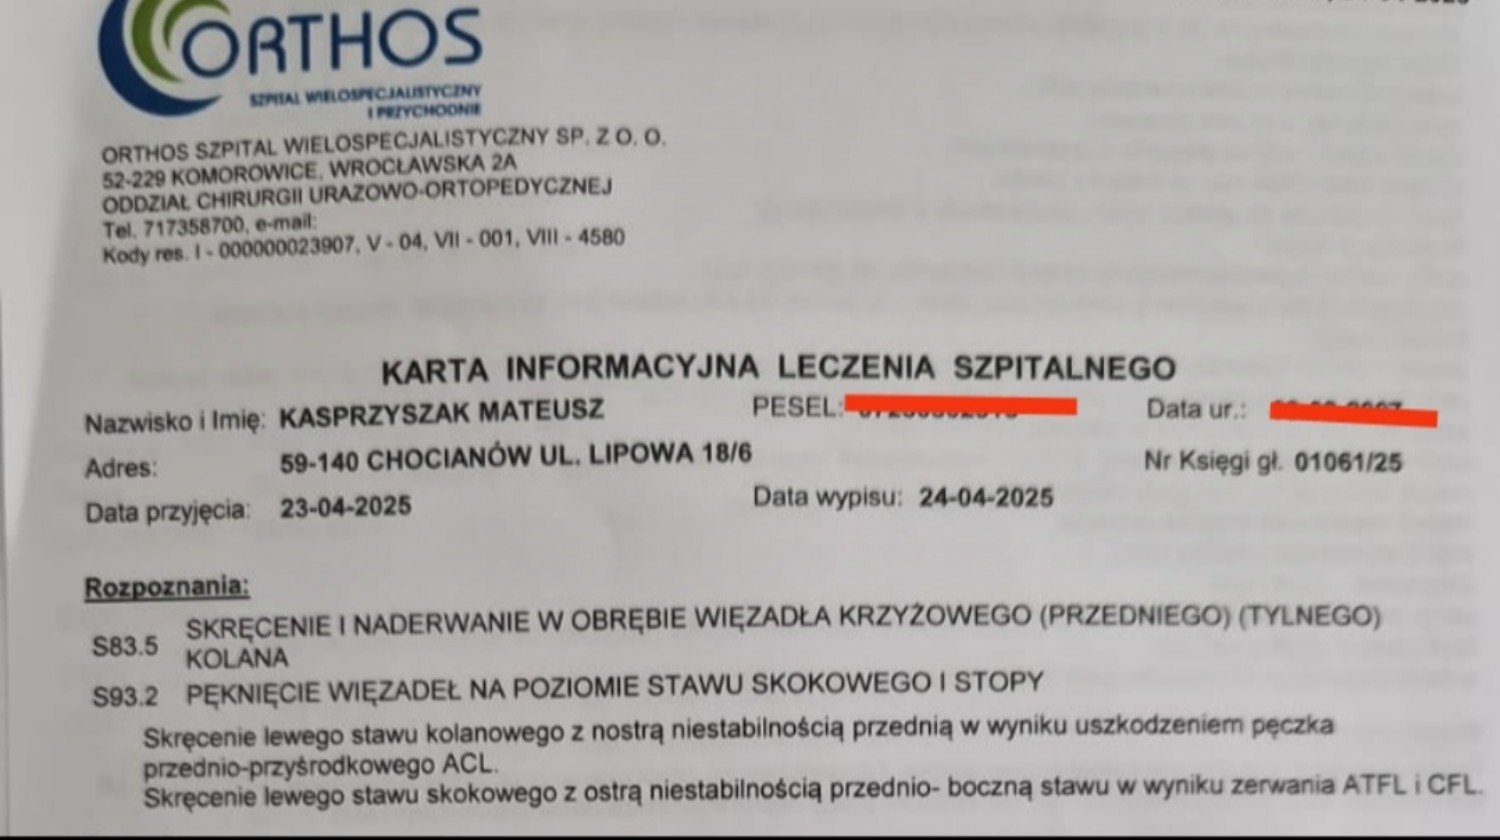 ORTHOS
SZPITAL WIELOSPECJALISTYCZNY
I PRZYCHODNIE
ORTHOS SZPITAL WIELOSPECJALISTYCZNY SP. Z O. O.
52-229 KOMOROWICE, WROCŁAWSKA 2A
ODDZIAŁ CHIRURGII URAZOWO-ORTOPEDYCZNEJ
Tel. 717358700, e-mail:
Kody res. I - 000000023907, V - 04, VII - 001, VIII - 4580
KARTA INFORMACYJNA LECZENIA SZPITALNEGO
Nazwisko i Imię: KASPRZYSZAK MATEUSZ PESEL: Data ur.:
Adres: 59-140 CHOCIANÓW UL. LIPOWA 18/6 Nr Księgi gł. 01061/25
Data przyjęcia: 23-04-2025 Data wypisu: 24-04-2025
Rozpoznania:
S83.5 SKRĘCENIE I NADERWANIE W OBRĘBIE WIĘZADŁA KRZYŻOWEGO (PRZEDNIEGO) (TYLNEGO)
KOLANA
S93.2 PĘKNIĘCIE WIĘZADEŁ NA POZIOMIE STAWU SKOKOWEGO I STOPY
Skręcenie lewego stawu kolanowego z nostrą niestabilnością przednią w wyniku uszkodzeniem pęczka
przednio-przyśrodkowego ACL.
Skręcenie lewego stawu skokowego z ostrą niestabilnością przednio- boczną stawu w wyniku zerwania ATFL i CFL.